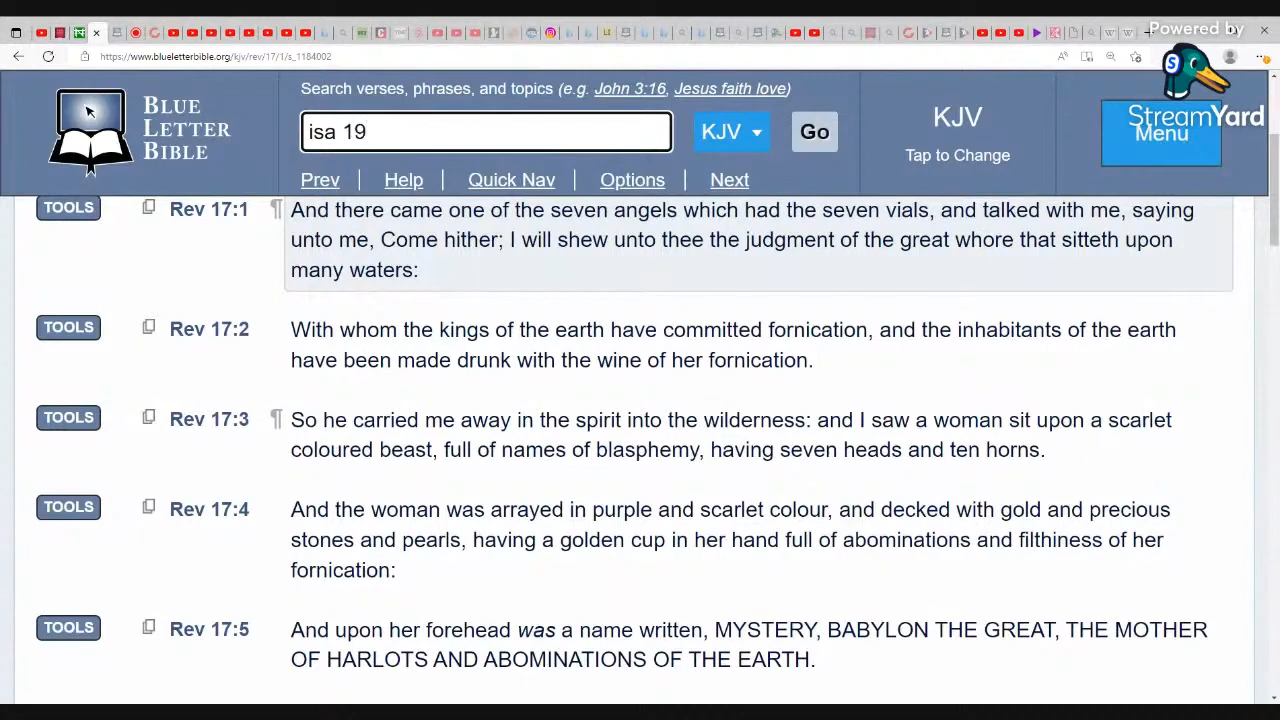 Powered by
https://www.blueletterbible.org/kjv/rev/17/1/s_1184002
S
StreamYard
BLUE
LETTER
BIBLE
Search verses, phrases, and topics (e.g. John 3:16, Jesus faith love)
isa 19
KJV
Go
KJV
Tap to Change
Menu
Prev | Help | Quick Nav | Options | Next
TOOLS Rev 17:1 ¶ And there came one of the seven angels which had the seven vials, and talked with me, saying
unto me, Come hither; I will shew unto thee the judgment of the great whore that sitteth upon
many waters:
TOOLS Rev 17:2 With whom the kings of the earth have committed fornication, and the inhabitants of the earth
have been made drunk with the wine of her fornication.
TOOLS Rev 17:3 ¶ So he carried me away in the spirit into the wilderness: and I saw a woman sit upon a scarlet
coloured beast, full of names of blasphemy, having seven heads and ten horns.
TOOLS Rev 17:4 And the woman was arrayed in purple and scarlet colour, and decked with gold and precious
stones and pearls, having a golden cup in her hand full of abominations and filthiness of her
fornication:
TOOLS Rev 17:5 And upon her forehead was a name written, MYSTERY, BABYLON THE GREAT, THE MOTHER
OF HARLOTS AND ABOMINATIONS OF THE EARTH.